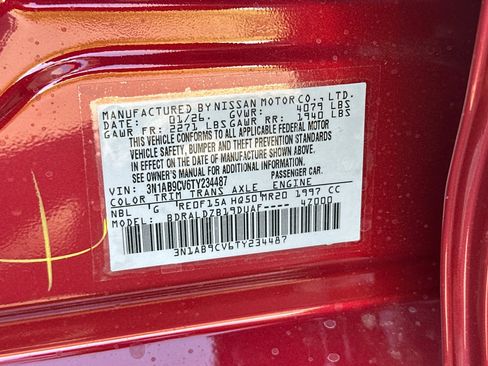 MANUFACTURED BY NISSAN MOTOR CO., LTD.
DATE: 01/26 GVWR: 4079 LBS
GAWR FR: 2271 LBS GAWR RR: 1940 LBS
THIS VEHICLE CONFORMS TO ALL APPLICABLE FEDERAL MOTOR
VEHICLE SAFETY, BUMPER, AND THEFT PREVENTION STANDARDS
IN EFFECT ON THE DATE OF MANUFACTURE SHOWN ABOVE.
SEE OWNER'S MANUAL FOR ADDITIONAL INFORMATION.
VIN: 3N1AB9CV6TY234487 PASSENGER CAR
COLOR TRIM TRANS AXLE ENGINE
NBL G RE0F15A HQ50 MR20 1997 CC
MODEL: BDRALDZB19DUAF---- 47000
3N1AB9CV6TY234487